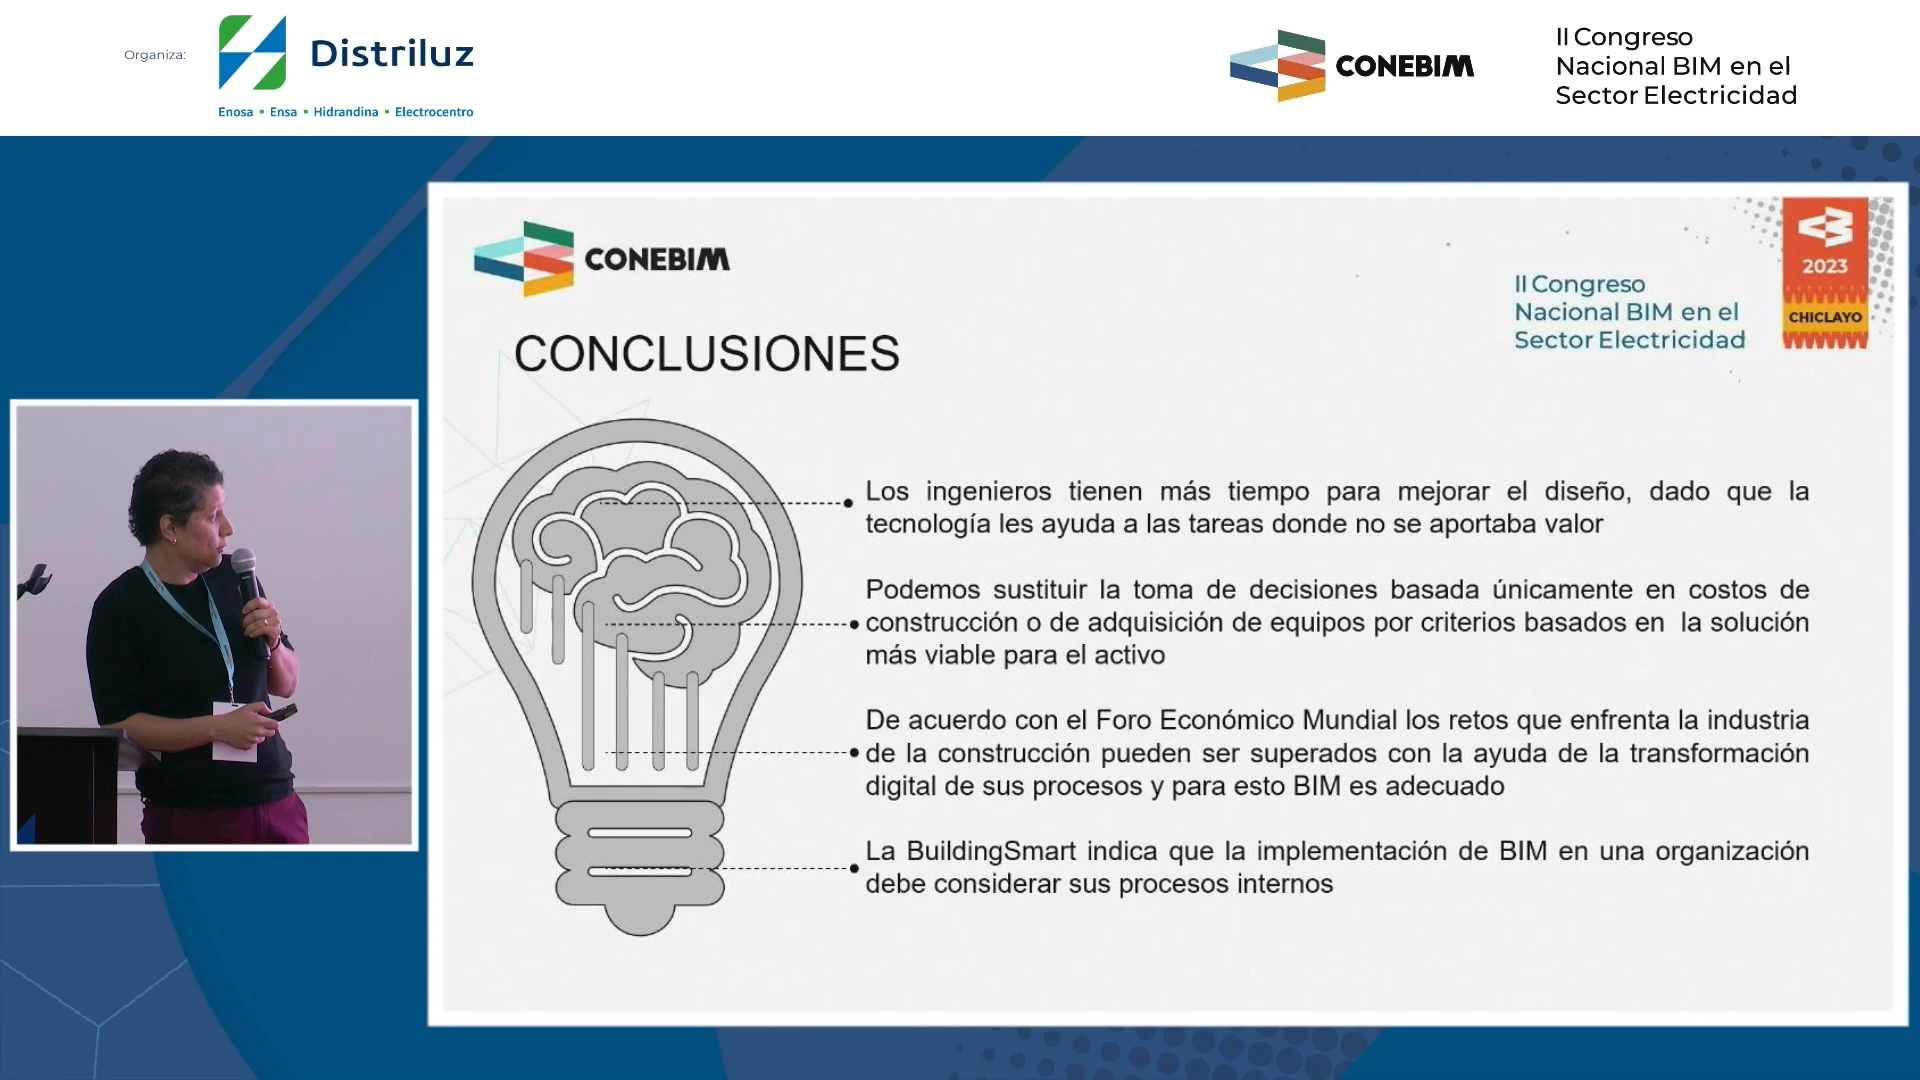 Organiza:
Distriluz
Enosa ▪ Ensa ▪ Hidrandina ▪ Electrocentro
CONEBIM
II Congreso
Nacional BIM en el
Sector Electricidad
CONEBIM
2023
CHICLAYO
II Congreso
Nacional BIM en el
Sector Electricidad
CONCLUSIONES
Los ingenieros tienen más tiempo para mejorar el diseño, dado que la
tecnología les ayuda a las tareas donde no se aportaba valor
Podemos sustituir la toma de decisiones basada únicamente en costos de
construcción o de adquisición de equipos por criterios basados en la solución
más viable para el activo
De acuerdo con el Foro Económico Mundial los retos que enfrenta la industria
de la construcción pueden ser superados con la ayuda de la transformación
digital de sus procesos y para esto BIM es adecuado
La BuildingSmart indica que la implementación de BIM en una organización
debe considerar sus procesos internos